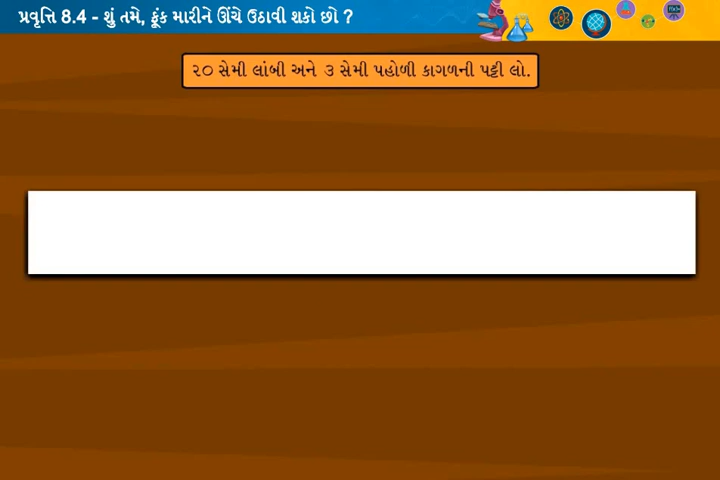 પ્રવૃત્તિ 8.4 - શું તમે, ફૂંક મારીને ઊંચે ઉઠાવી શકો છો ?
૨૦ સેમી લાંબી અને ૩ સેમી પહોળી કાગળની પટ્ટી લો.